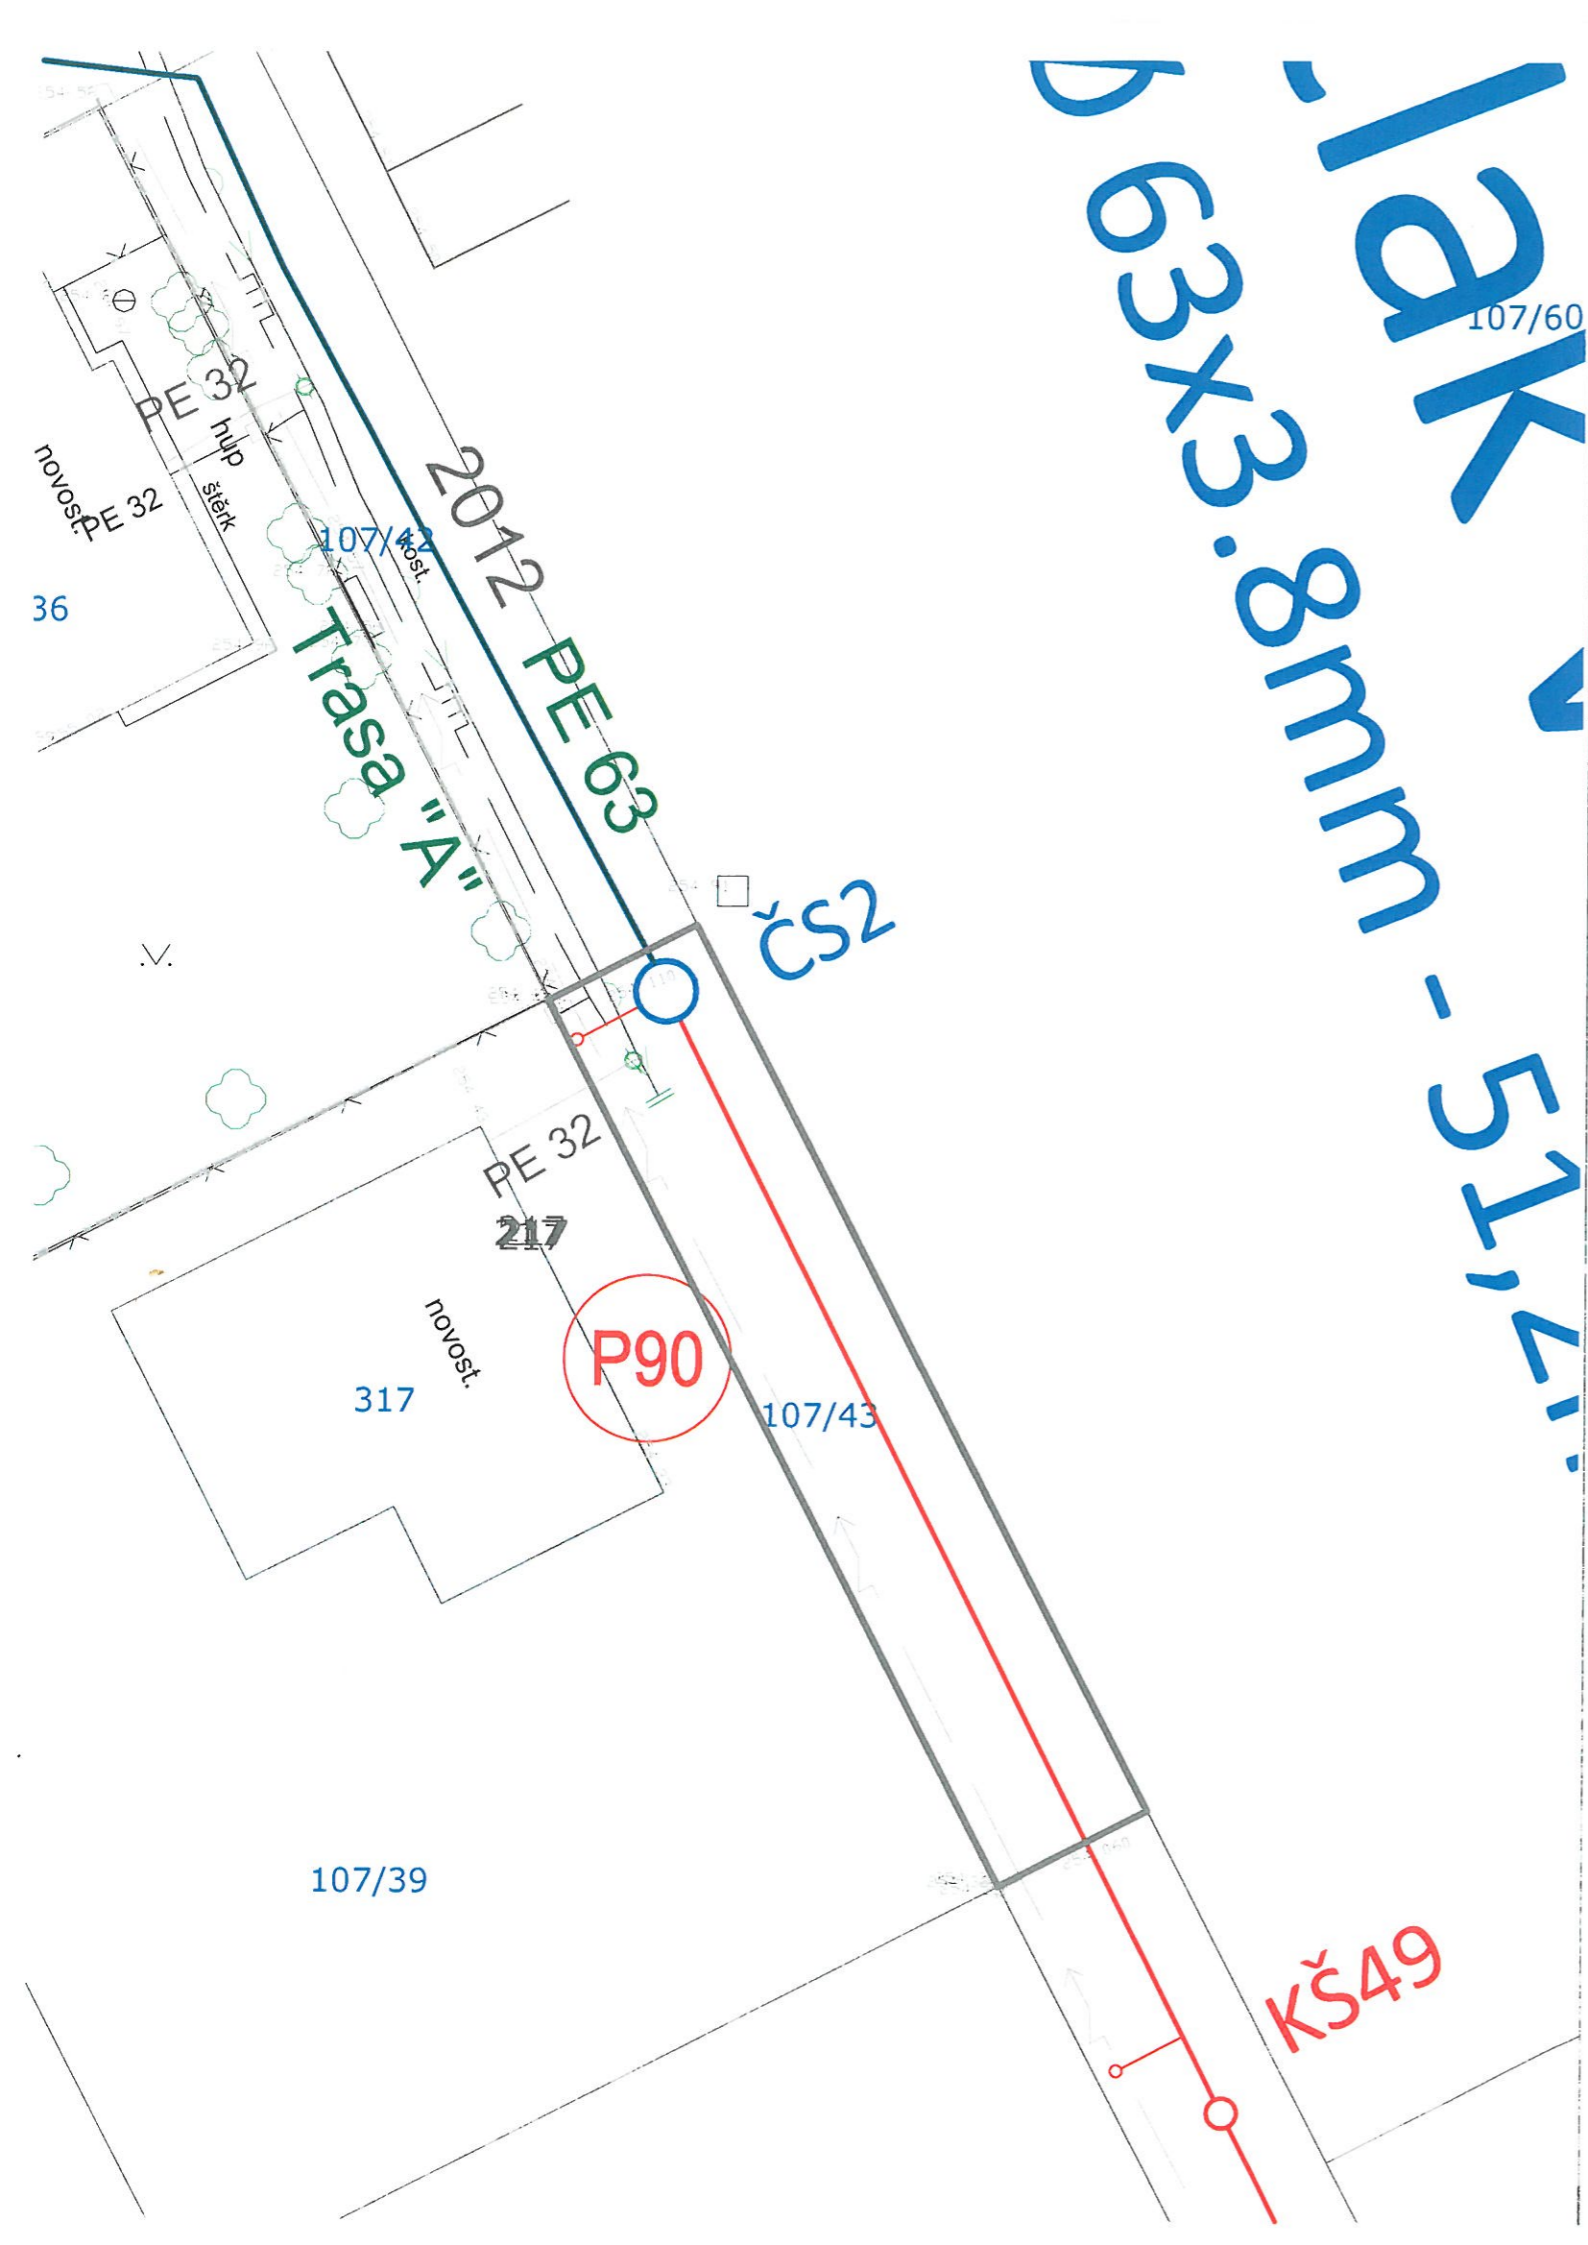 63x3.8mm - 51,2
107/60
PE 32
hup
novost.
PE 32
štěrk
2012
107/42
36
PE 63
Trasa "A"
ČS2
PE 32
217
novost.
P90
317
107/43
107/39
KŠ49